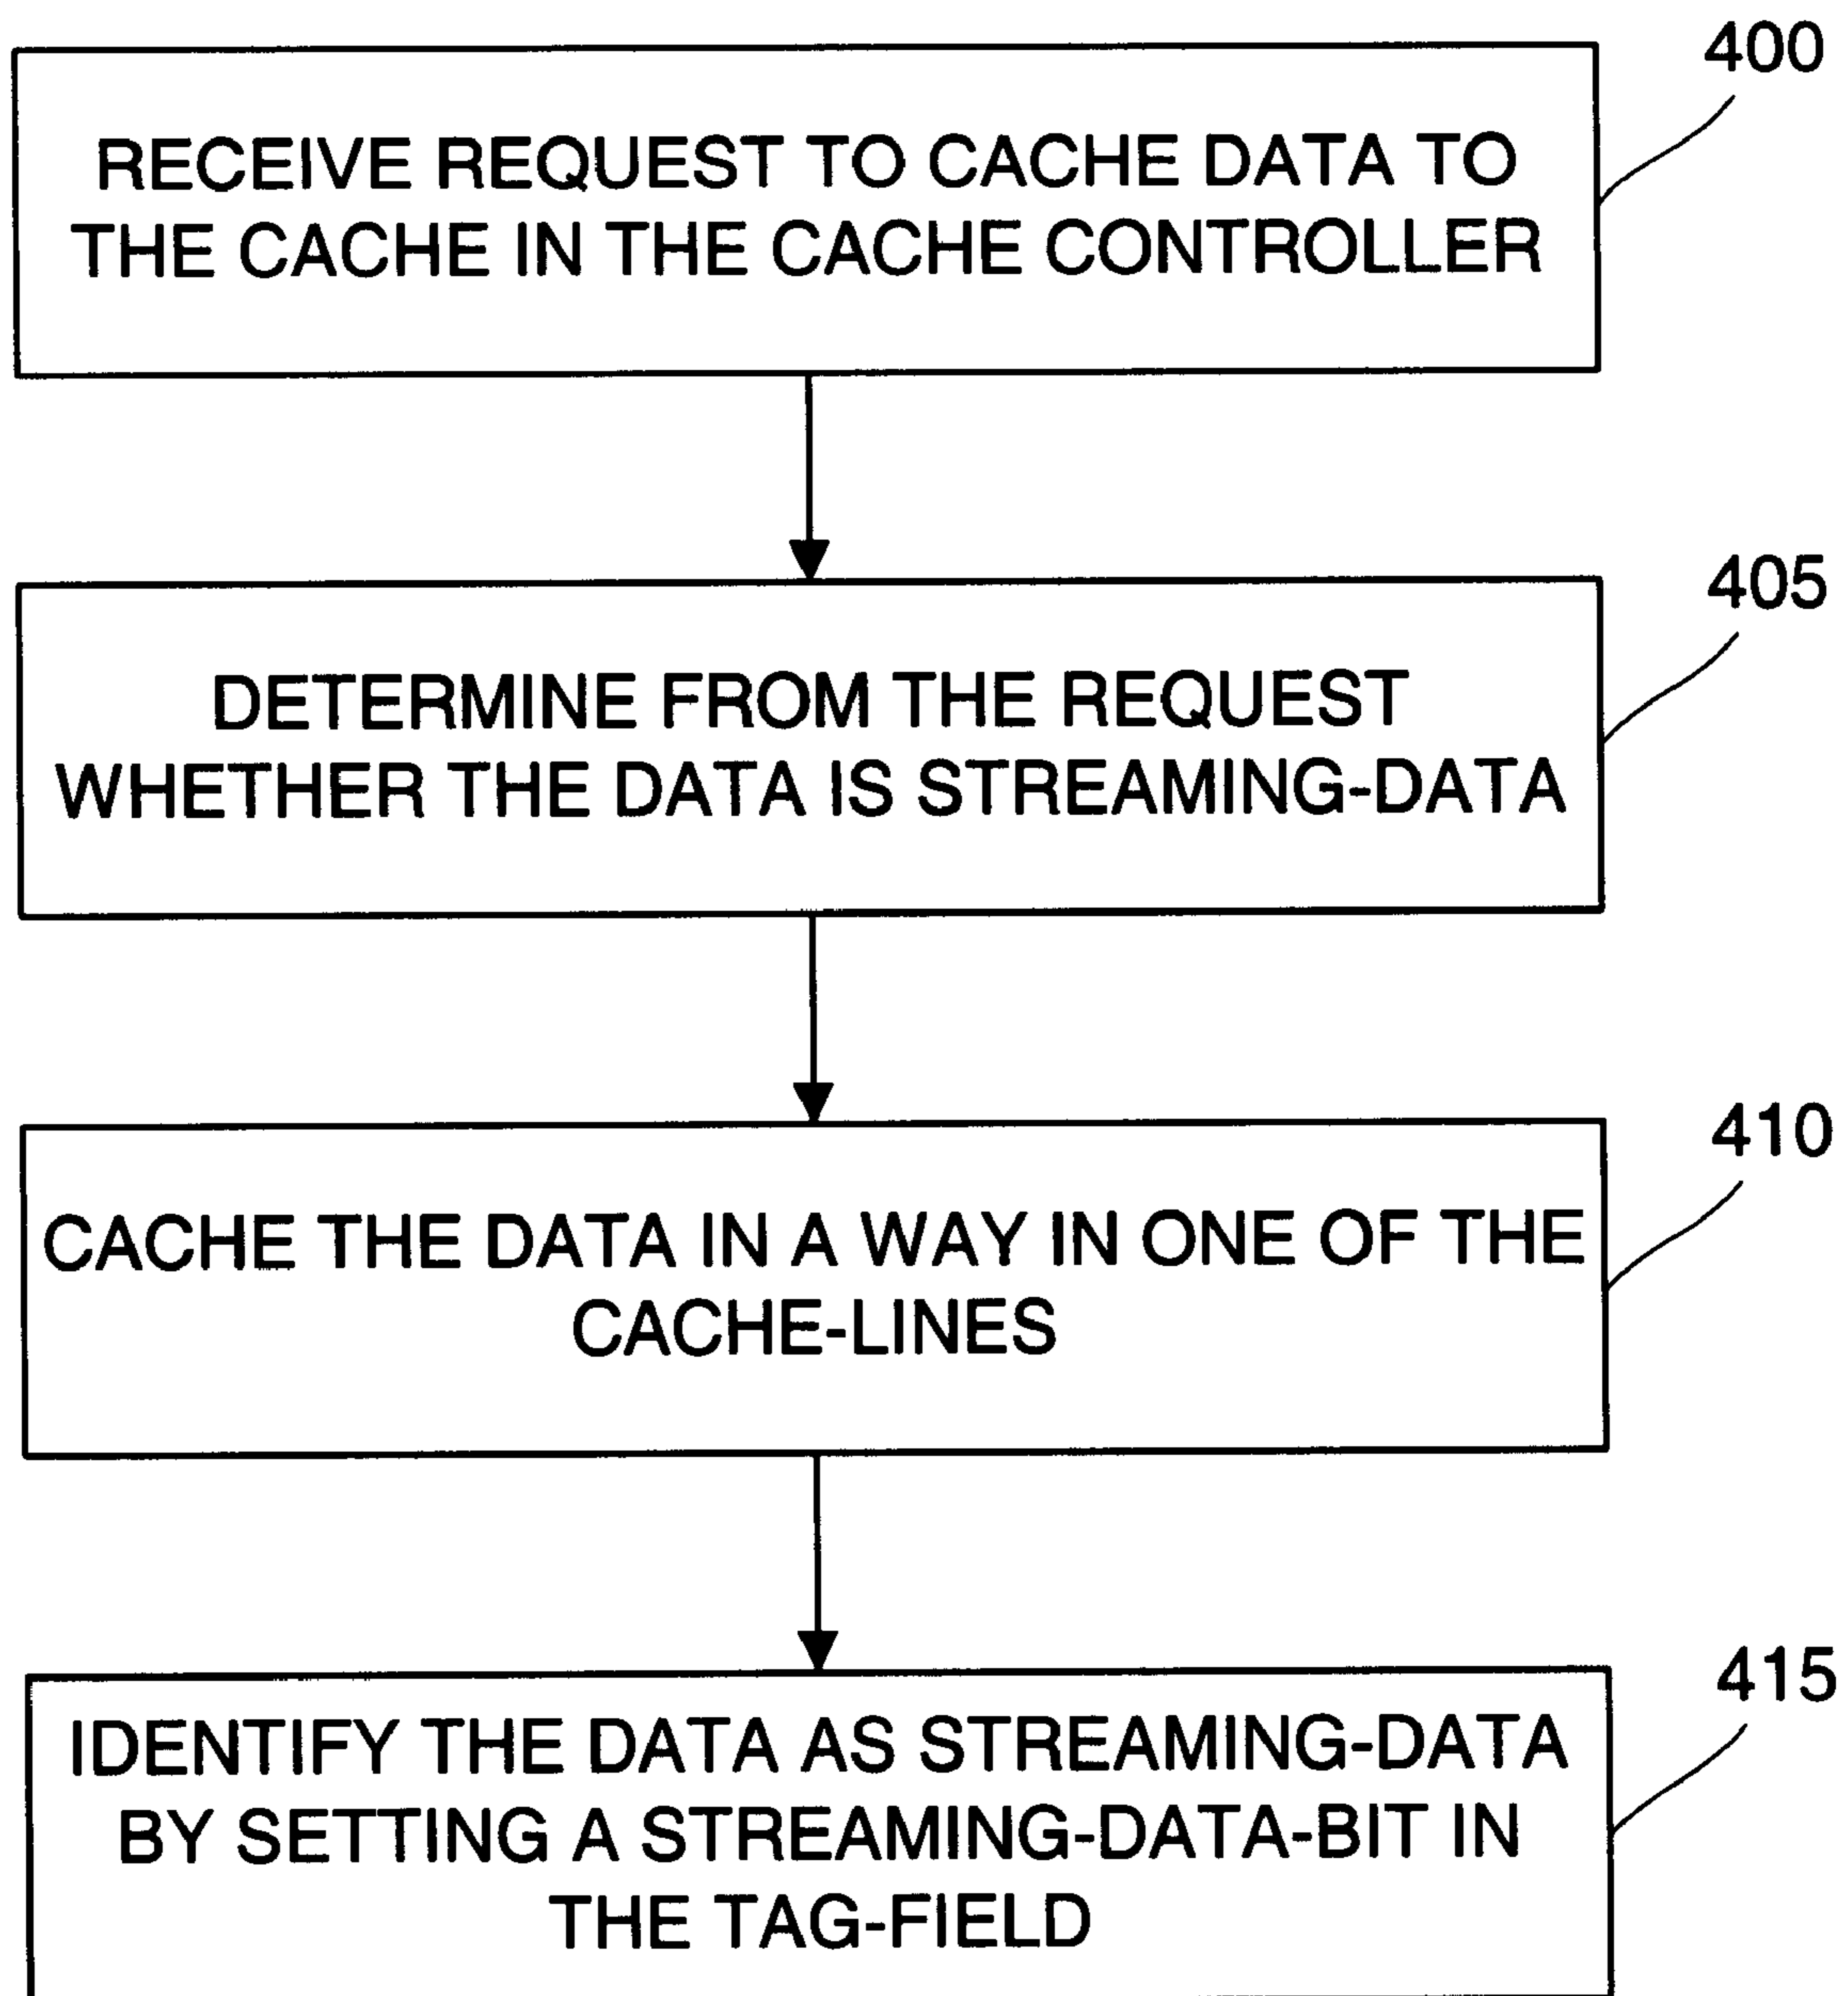 400
RECEIVE REQUEST TO CACHE DATA TO
THE CACHE IN THE CACHE CONTROLLER
405
DETERMINE FROM THE REQUEST
WHETHER THE DATA IS STREAMING-DATA
410
CACHE THE DATA IN A WAY IN ONE OF THE
CACHE-LINES
415
IDENTIFY THE DATA AS STREAMING-DATA
BY SETTING A STREAMING-DATA-BIT IN
THE TAG-FIELD